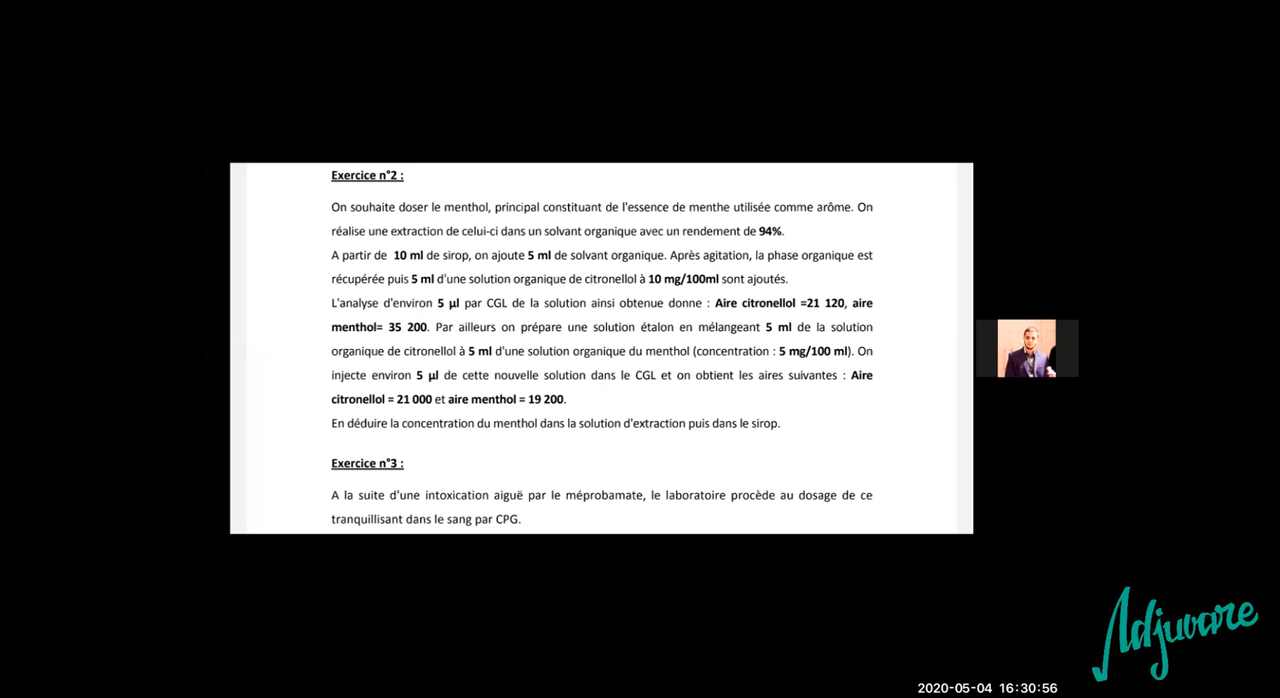 Exercice n°2 :
On souhaite doser le menthol, principal constituant de l'essence de menthe utilisée comme arôme. On
réalise une extraction de celui-ci dans un solvant organique avec un rendement de 94%.
A partir de 10 ml de sirop, on ajoute 5 ml de solvant organique. Après agitation, la phase organique est
récupérée puis 5 ml d'une solution organique de citronellol à 10 mg/100ml sont ajoutés.
L'analyse d'environ 5 µl par CGL de la solution ainsi obtenue donne : Aire citronellol =21 120, aire
menthol= 35 200. Par ailleurs on prépare une solution étalon en mélangeant 5 ml de la solution
organique de citronellol à 5 ml d'une solution organique du menthol (concentration : 5 mg/100 ml). On
injecte environ 5 µl de cette nouvelle solution dans le CGL et on obtient les aires suivantes : Aire
citronellol = 21 000 et aire menthol = 19 200.
En déduire la concentration du menthol dans la solution d'extraction puis dans le sirop.
Exercice n°3 :
A la suite d'une intoxication aiguë par le méprobamate, le laboratoire procède au dosage de ce
tranquillisant dans le sang par CPG.
Adjuvare
2020-05-04 16:30:56